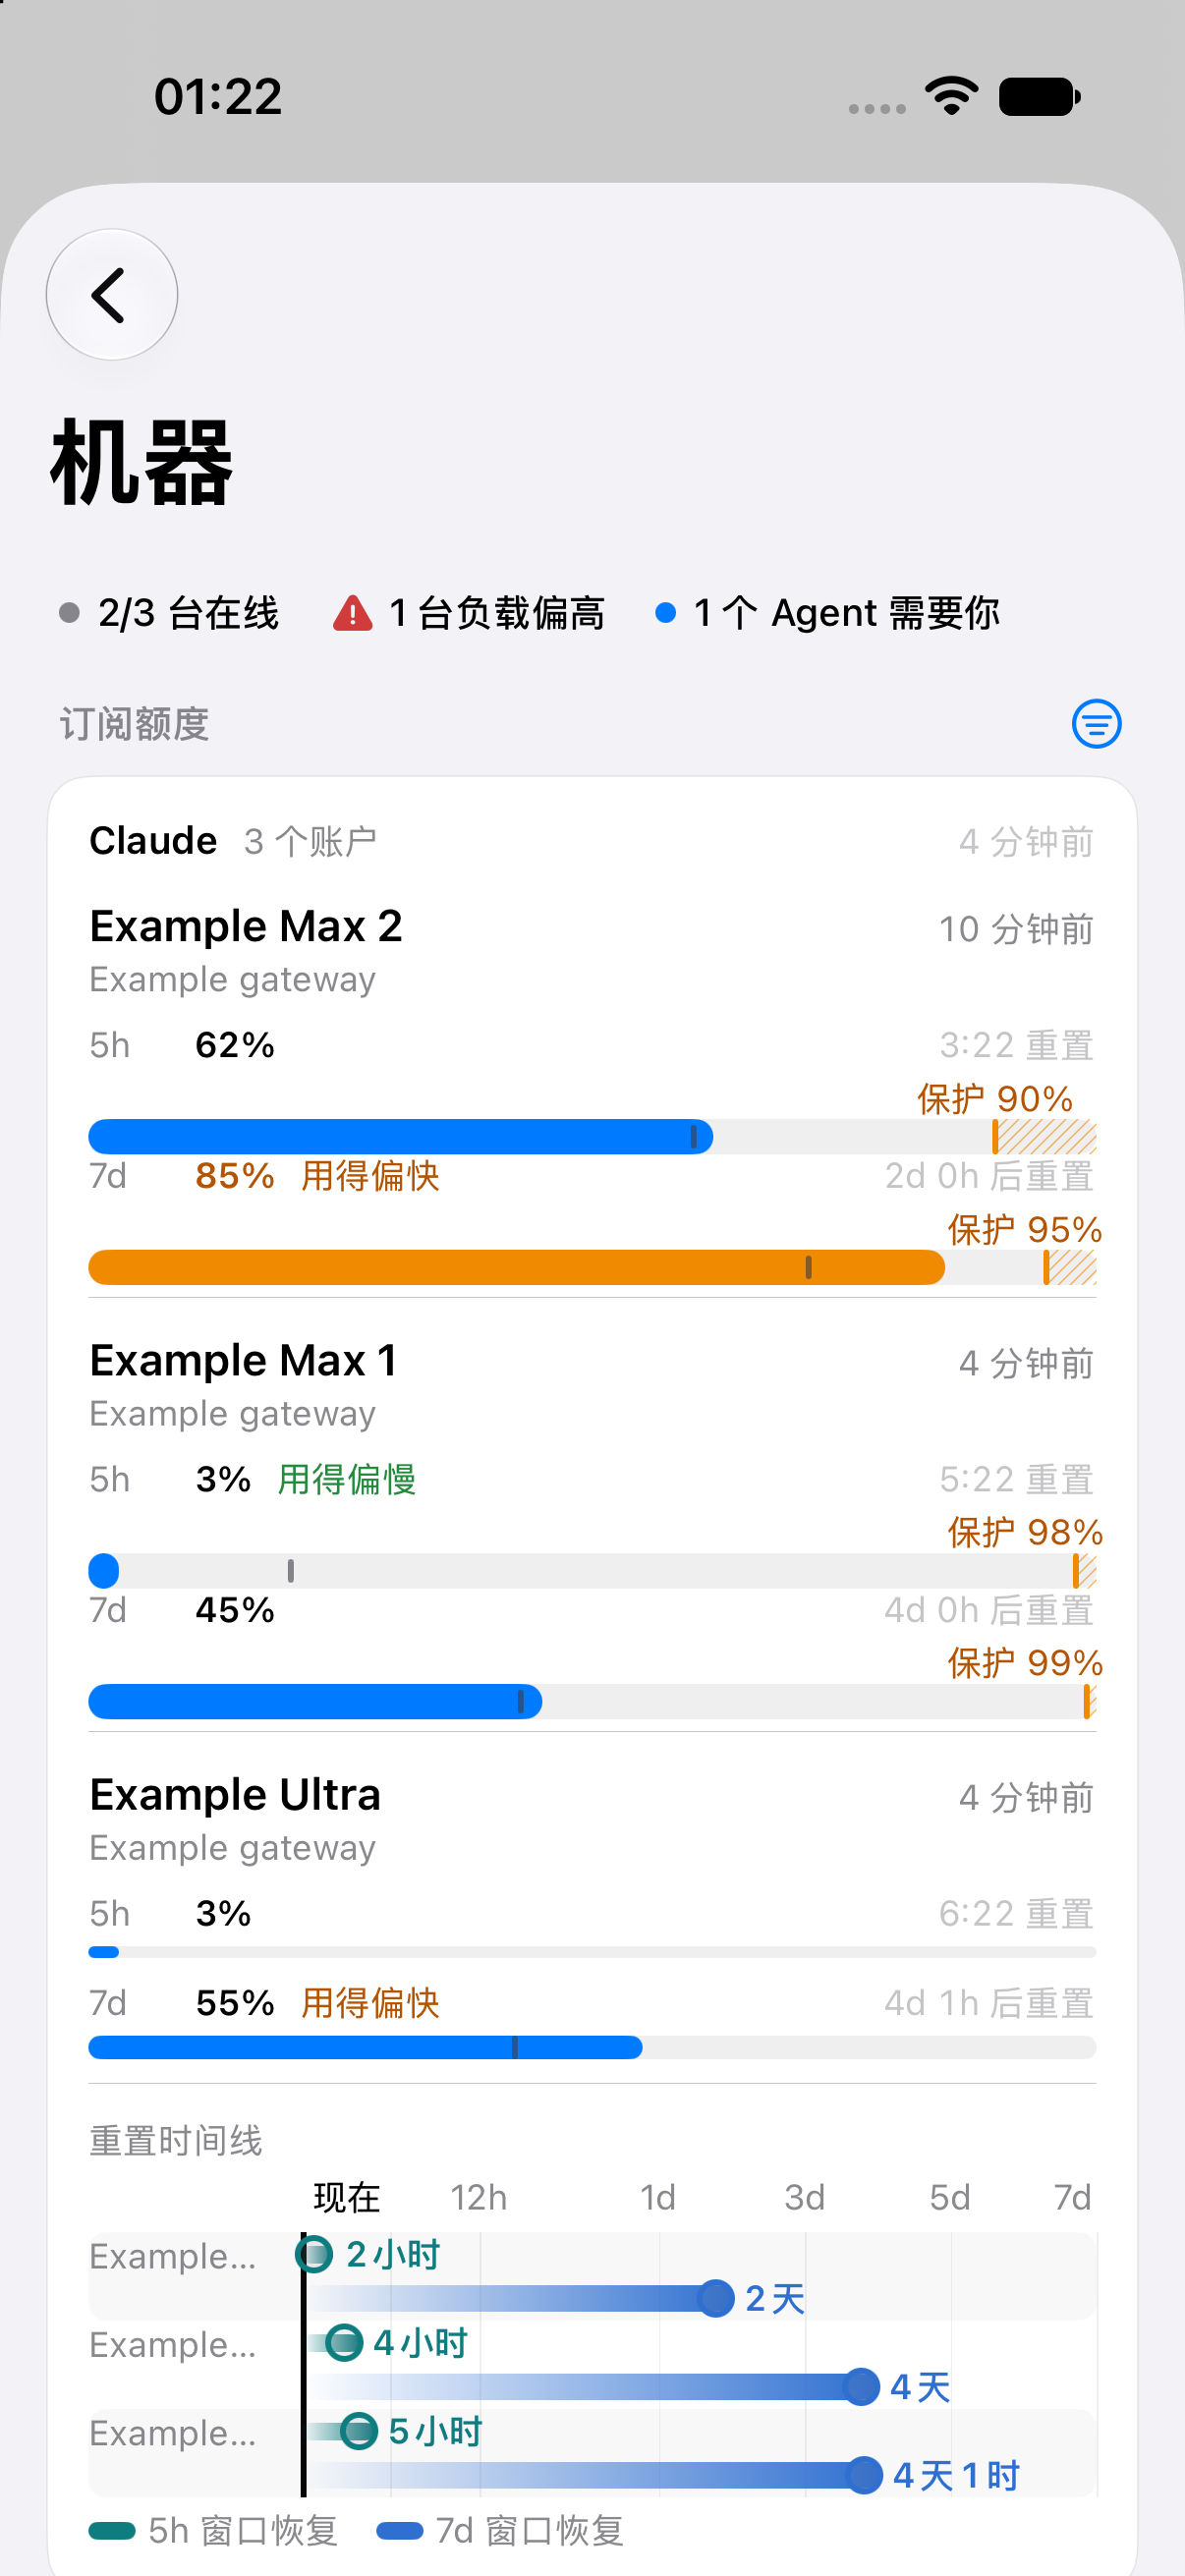 01:22
机器
2/3 台在线 1 台负载偏高 1 个 Agent 需要你
订阅额度
Claude 3 个账户 4 分钟前
Example Max 2 10 分钟前
Example gateway
5h 62% 3:22 重置
保护 90%
7d 85% 用得偏快 2d 0h 后重置
保护 95%
Example Max 1 4 分钟前
Example gateway
5h 3% 用得偏慢 5:22 重置
保护 98%
7d 45% 4d 0h 后重置
保护 99%
Example Ultra 4 分钟前
Example gateway
5h 3% 6:22 重置
7d 55% 用得偏快 4d 1h 后重置
重置时间线
现在 12h 1d 3d 5d 7d
Example... 2小时
2天
Example... 4小时
4天
Example... 5小时
4天1时
5h 窗口恢复 7d 窗口恢复